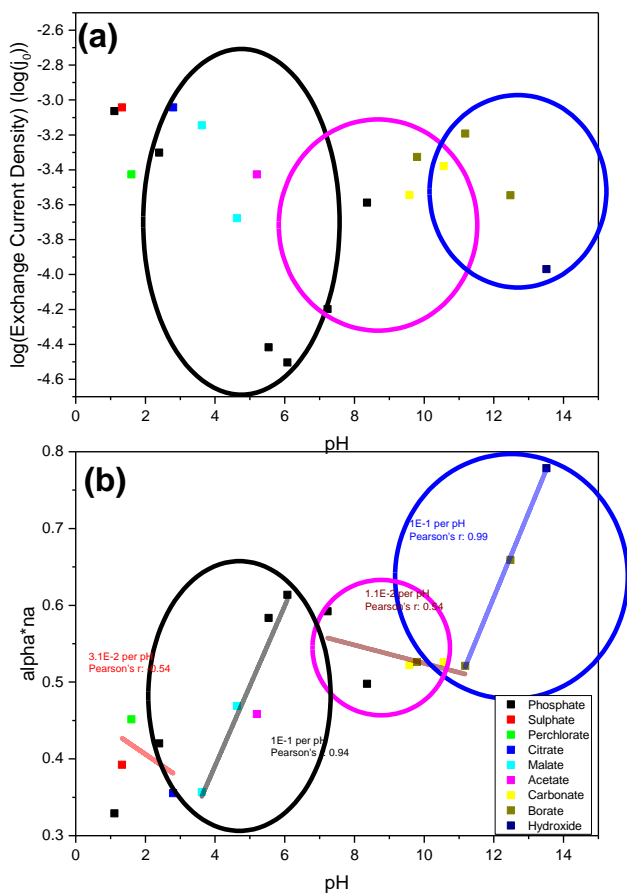 (a)
log(Exchange Current Density) (log(j0))
-2.6
-2.8
-3.0
-3.2
-3.4
-3.6
-3.8
-4.0
-4.2
-4.4
-4.6
0 2 4 6 8 10 12 14
pH
(b)
alpha*na
0.8
0.7
0.6
0.5
0.4
0.3
1E-1 per pH
Pearson's r: 0.99
1.1E-2 per pH
Pearson's r: 0.54
3.1E-2 per pH
Pearson's r: -0.54
1E-1 per pH
Pearson's r: 0.94
Phosphate
Sulphate
Perchlorate
Citrate
Malate
Acetate
Carbonate
Borate
Hydroxide
0 2 4 6 8 10 12 14
pH